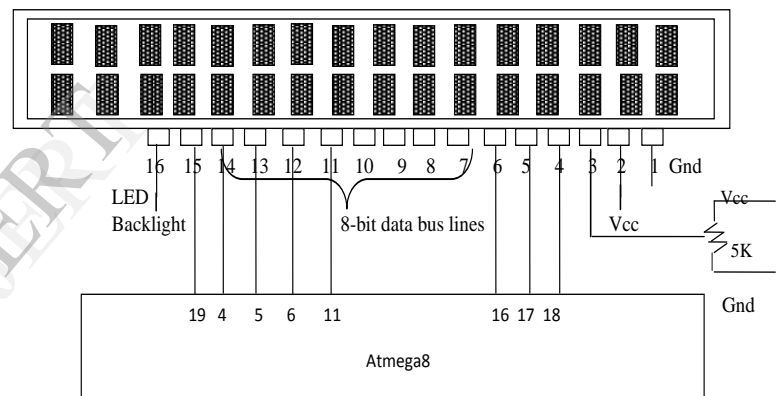 16 15 14 13 12 11 10 9 8 7 6 5 4 3 2 1 Gnd
LED
Backlight
8-bit data bus lines
Vcc
Vcc
5K
Gnd
19 4 5 6 11 16 17 18
Atmega8